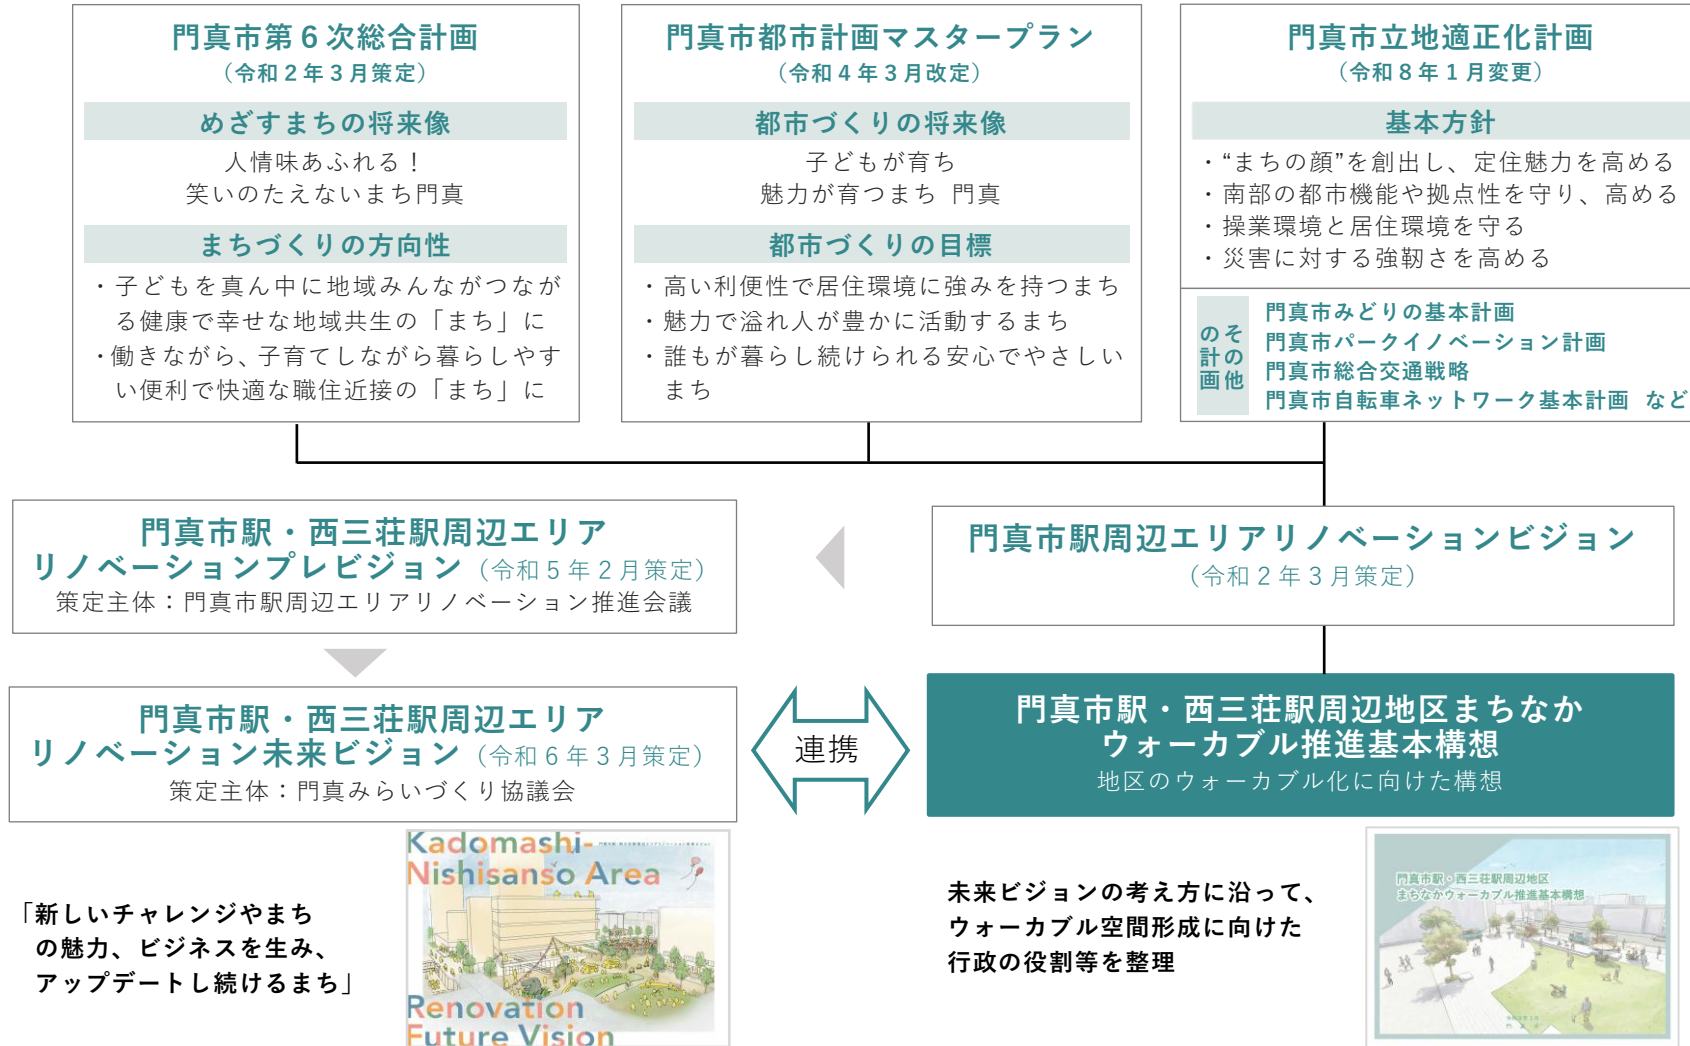 門真市第６次総合計画
（令和２年３月策定）
めざすまちの将来像
人情味あふれる！
笑いのたえないまち門真
まちづくりの方向性
・子どもを真ん中に地域みんながつなが
る健康で幸せな地域共生の「まち」に
・働きながら、子育てしながら暮らしやす
い便利で快適な職住近接の「まち」に
門真市都市計画マスタープラン
（令和４年３月改定）
都市づくりの将来像
子どもが育ち
魅力が育つまち 門真
都市づくりの目標
・高い利便性で居住環境に強みを持つまち
・魅力で溢れ人が豊かに活動するまち
・誰もが暮らし続けられる安心でやさしい
まち
門真市立地適正化計画
（令和８年１月変更）
基本方針
・“まちの顔”を創出し、定住魅力を高める
・南部の都市機能や拠点性を守り、高める
・操業環境と居住環境を守る
・災害に対する強靭さを高める
その他
の計画
門真市みどりの基本計画
門真市パークイノベーション計画
門真市総合交通戦略
門真市自転車ネットワーク基本計画 など
門真市駅・西三荘駅周辺エリア
リノベーションプレビジョン（令和５年２月策定）
策定主体：門真市駅周辺エリアリノベーション推進会議
門真市駅周辺エリアリノベーションビジョン
（令和２年３月策定）
門真市駅・西三荘駅周辺エリア
リノベーション未来ビジョン（令和６年３月策定）
策定主体：門真みらいづくり協議会
連携
門真市駅・西三荘駅周辺地区まちなか
ウォーカブル推進基本構想
地区のウォーカブル化に向けた構想
「新しいチャレンジやまち
の魅力、ビジネスを生み、
アップデートし続けるまち」
Kadomashi-
Nishisanso Area
Renovation
Future Vision
未来ビジョンの考え方に沿って、
ウォーカブル空間形成に向けた
行政の役割等を整理
門真市駅・西三荘駅周辺地区
まちなかウォーカブル推進基本構想